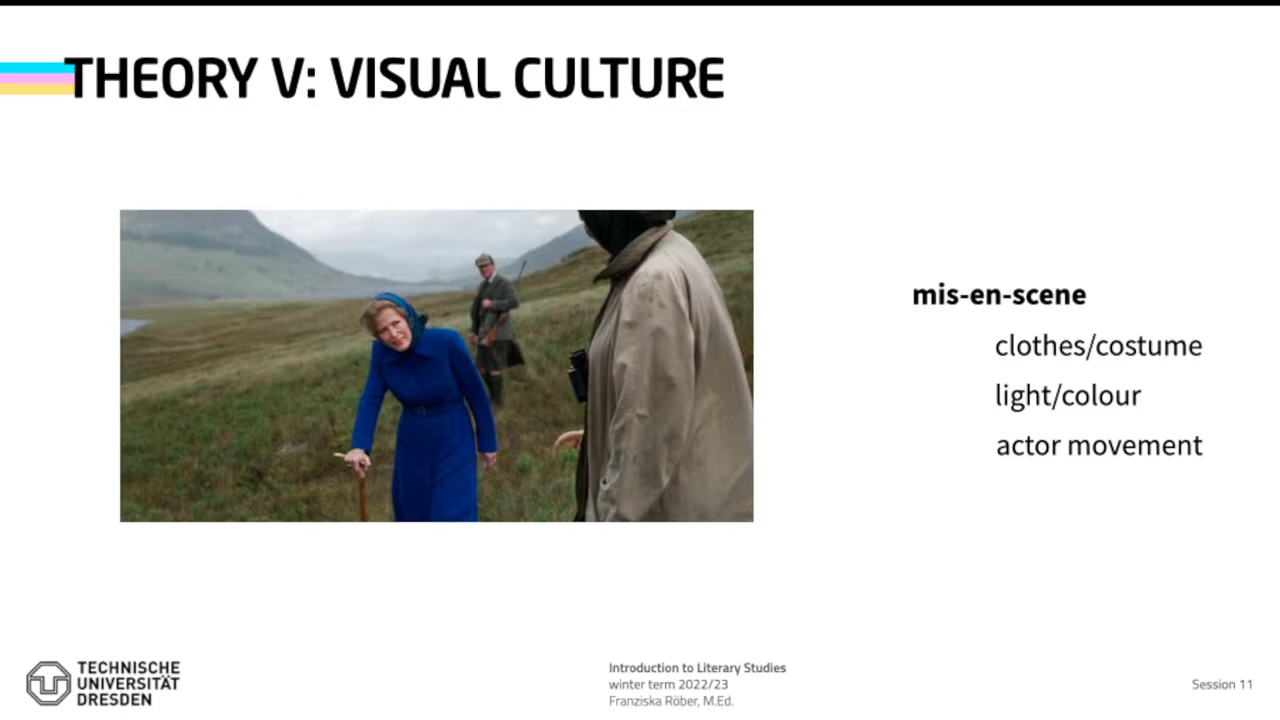 THEORY V: VISUAL CULTURE
mis-en-scene
clothes/costume
light/colour
actor movement
TECHNISCHE
UNIVERSITÄT
DRESDEN
Introduction to Literary Studies
winter term 2022/23
Franziska Röber, M.Ed.
Session 11